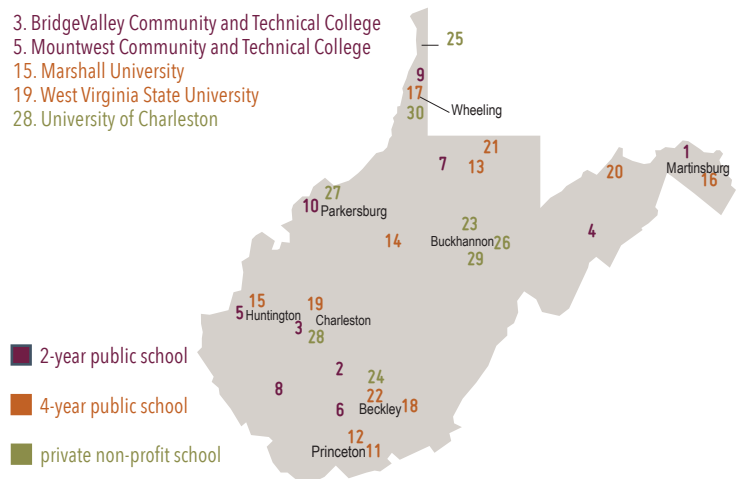 3. BridgeValley Community and Technical College
5. Mountwest Community and Technical College
15. Marshall University
19. West Virginia State University
28. University of Charleston
25
9
17
Wheeling
30
21
7
13
1
Martinsburg
20
16
27
10
Parkersburg
23
14
Buckhannon
26
4
29
15
19
5
Huntington
Charleston
3
28
2-year public school
2
24
8
22
4-year public school
6
Beckley
18
12
Princeton
11
private non-profit school